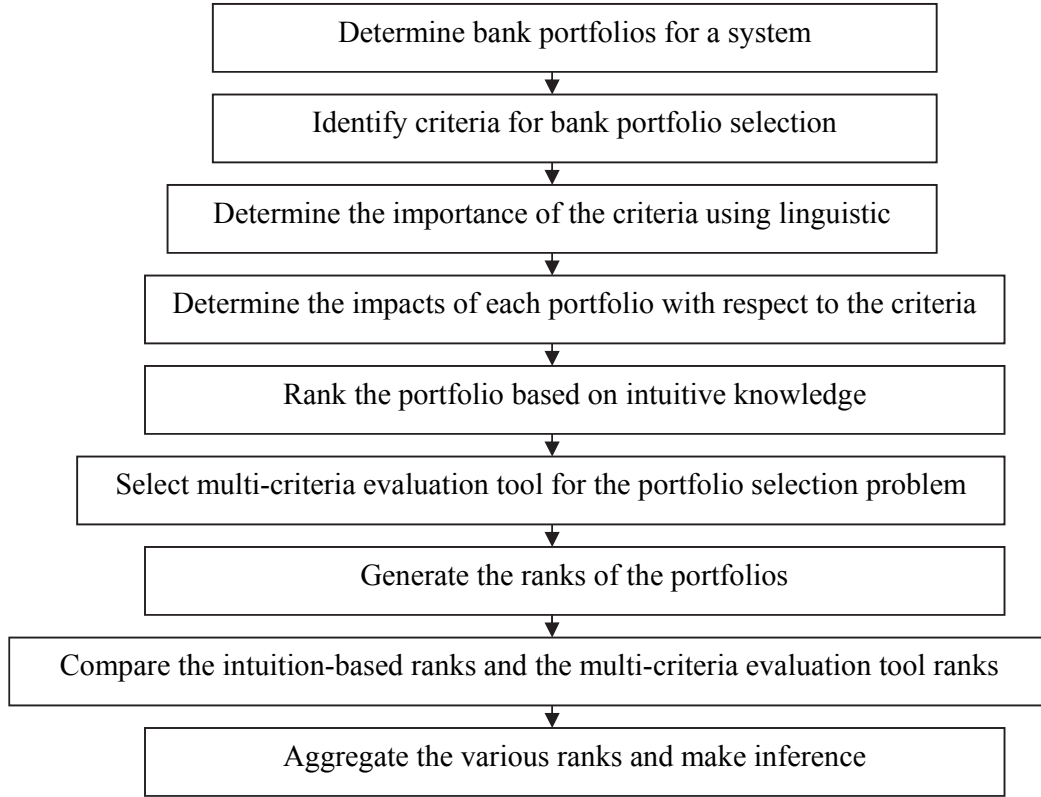 Determine bank portfolios for a system
Identify criteria for bank portfolio selection
Determine the importance of the criteria using linguistic
Determine the impacts of each portfolio with respect to the criteria
Rank the portfolio based on intuitive knowledge
Select multi-criteria evaluation tool for the portfolio selection problem
Generate the ranks of the portfolios
Compare the intuition-based ranks and the multi-criteria evaluation tool ranks
Aggregate the various ranks and make inference